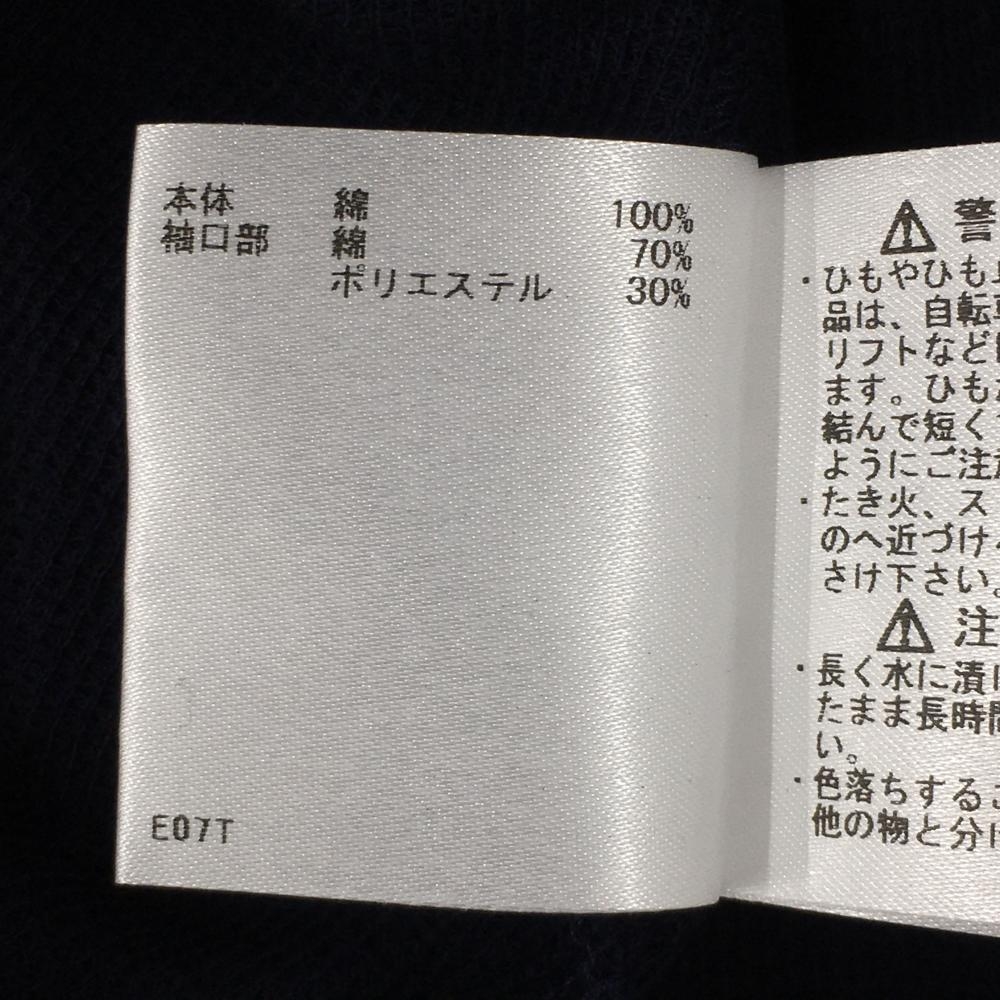 本体 綿 100%
袖口部 綿 70%
ポリエステル 30%
E07T
警
・ひもやひも
品は、自転車
リフトなど
ます。ひも
結んで短く
ようにご注
・たき火、ス
のへ近づけ
さけ下さい。
注
・長く水に漬
たまま長時間
い。
・色落ちする
他の物と分